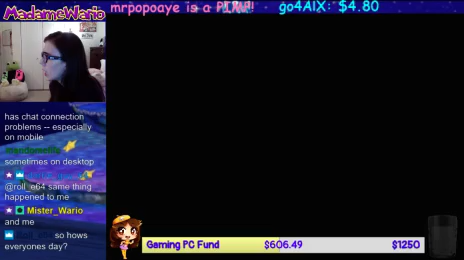 MadameWario
mrpopoaye is a PIMP!
go4AIX: $4.80
has chat connection
problems -- especially
on mobile
sometimes on desktop
@roll_e64 same thing
happened to me
Mister_Wario
and me
so hows
everyones day?
Gaming PC Fund $606.49 $1250